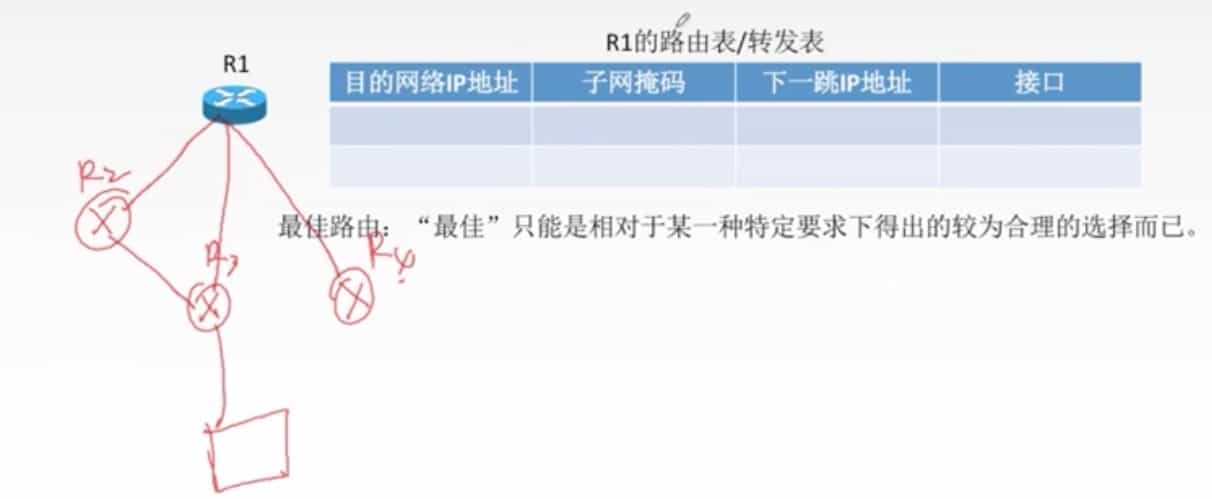 R1的路由表/转发表
R1
目的网络IP地址 子网掩码 下一跳IP地址 接口
R2
最佳路由：“最佳”只能是相对于某一种特定要求下得出的较为合理的选择而已。
R3
R4